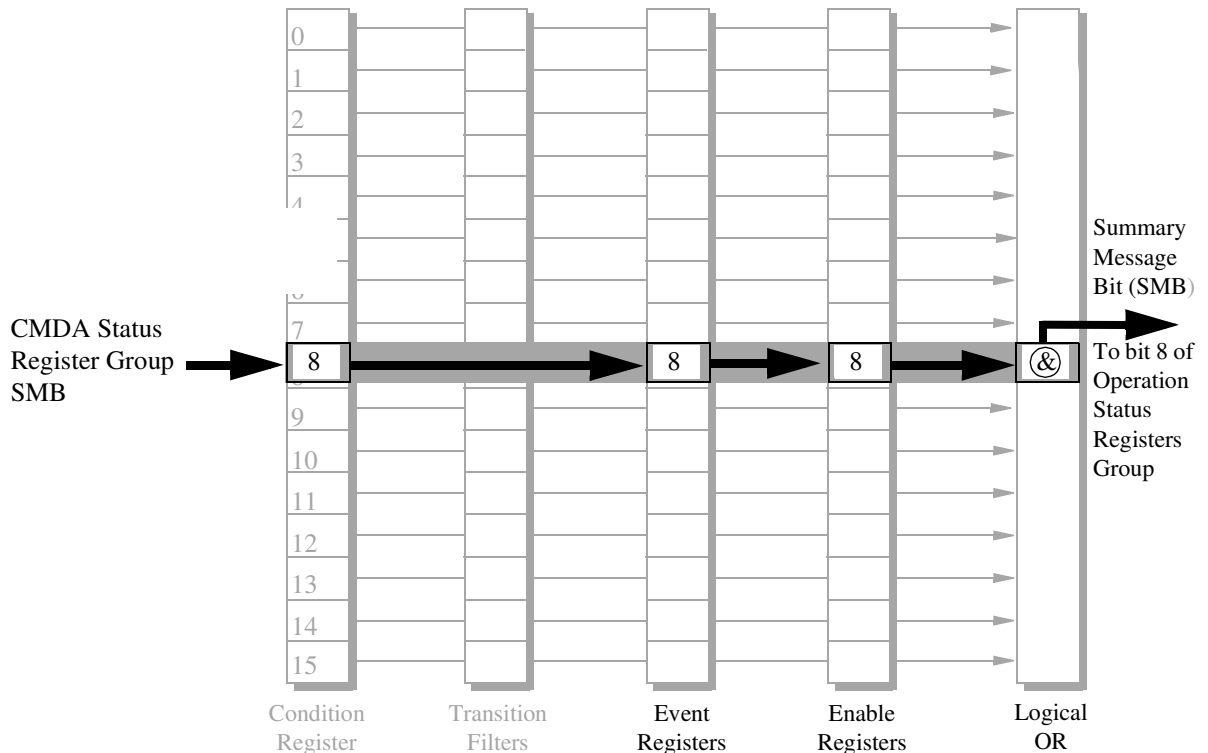 0
1
2
3
4
7
CMDA Status
Register Group
SMB
8
8
8
&
Summary
Message
Bit (SMB)
To bit 8 of
Operation
Status
Registers
Group
9
10
11
12
13
14
15
Condition
Register
Transition
Filters
Event
Registers
Enable
Registers
Logical
OR